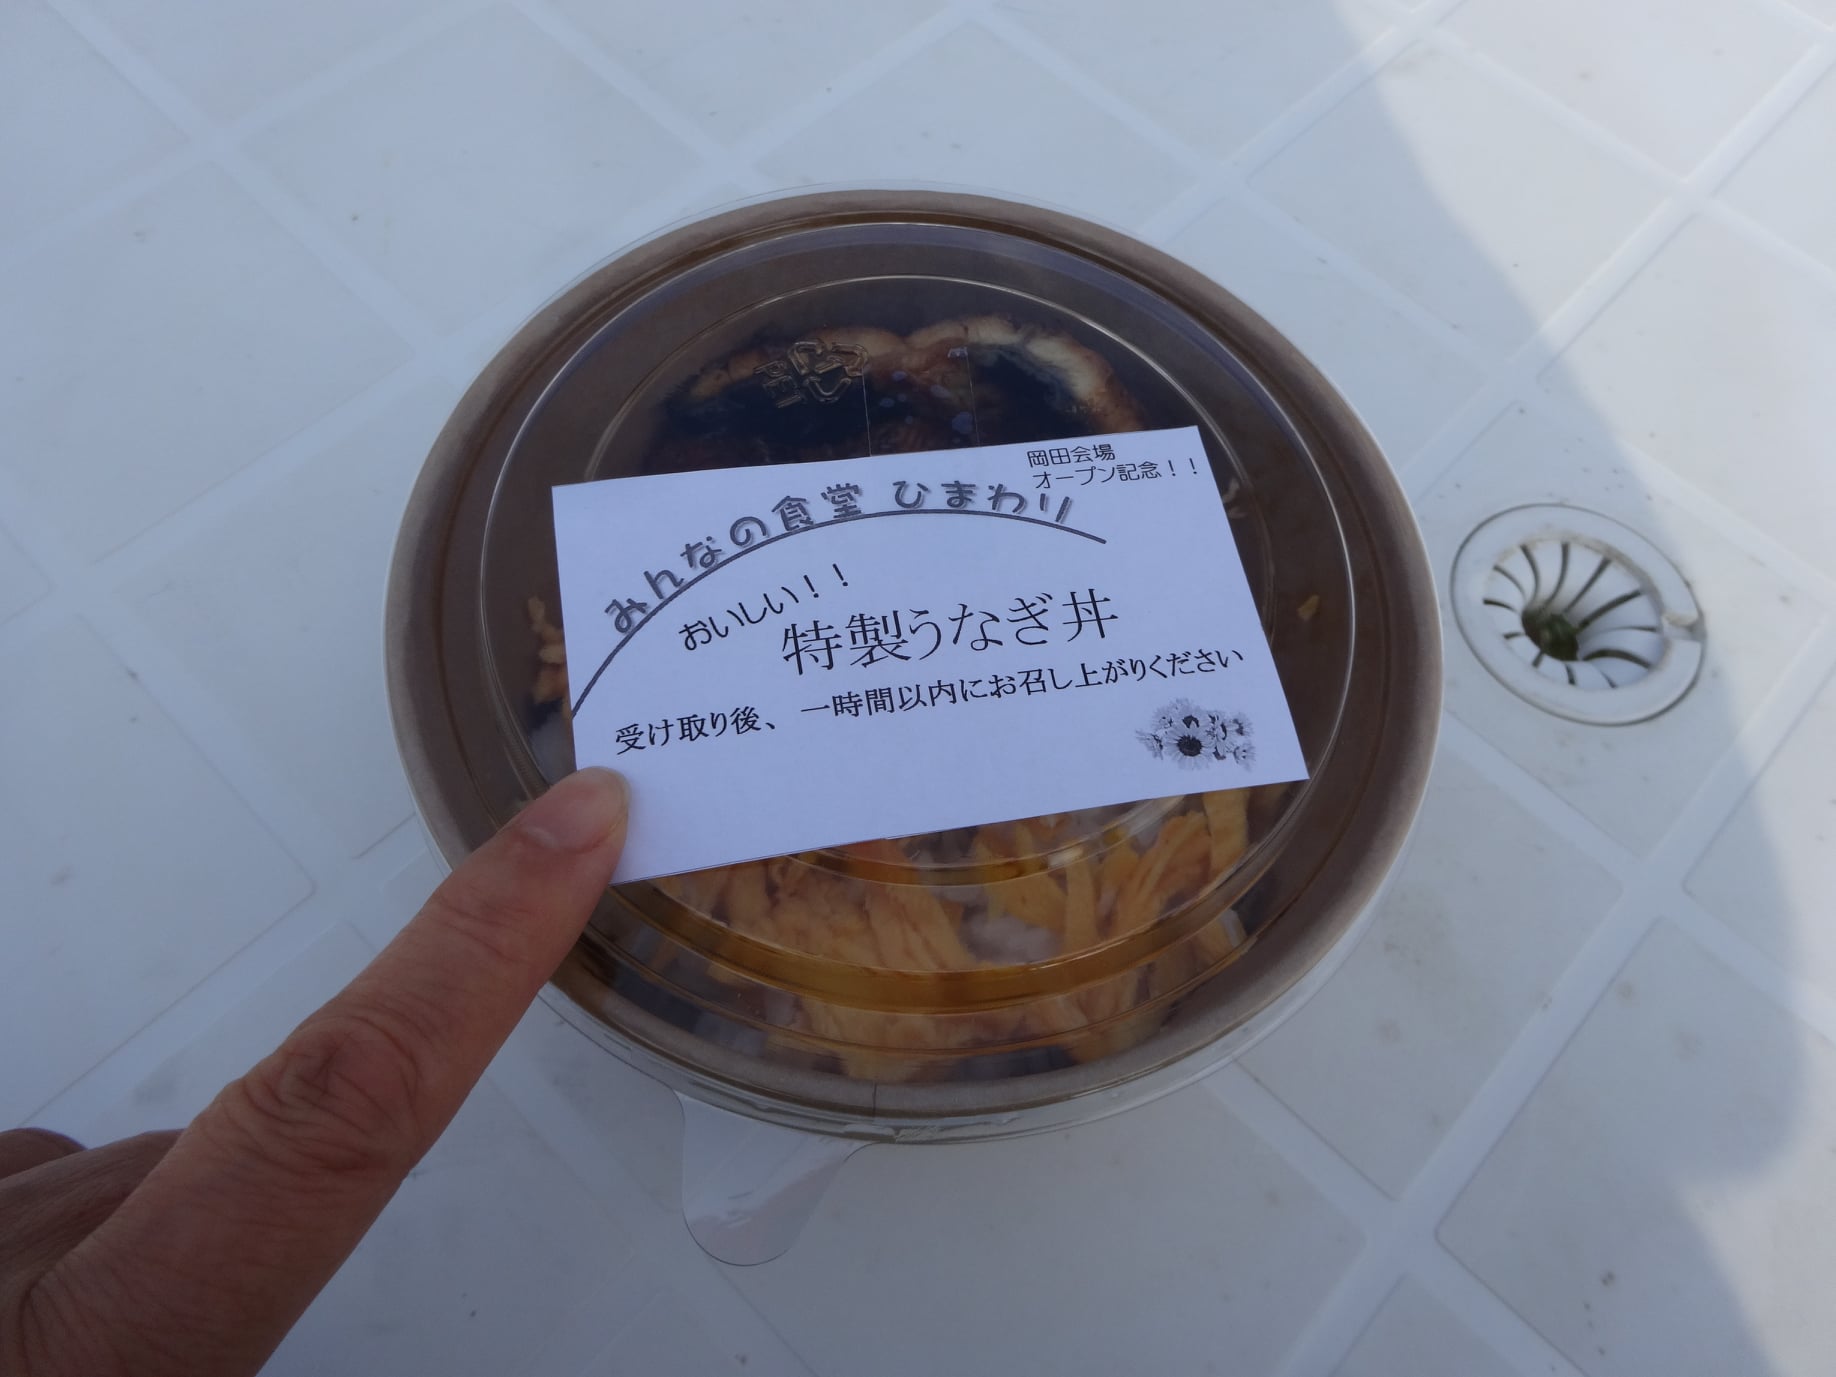 岡田会場
オープン記念！！
みんなの食堂 ひまわり
おいしい！！
特製うなぎ丼
受け取り後、一時間以内にお召し上がりください
PET